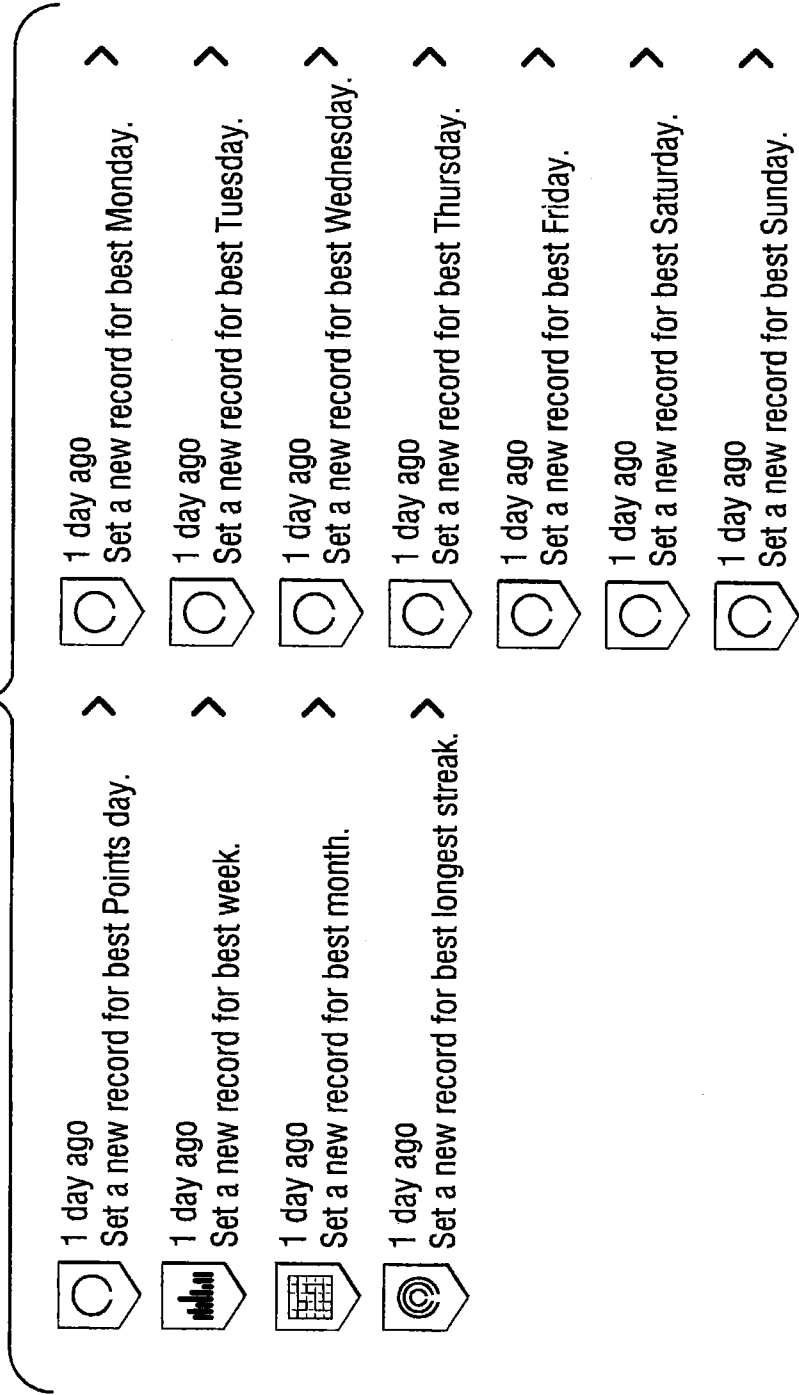 1 day ago
Set a new record for best Points day.
1 day ago
Set a new record for best week.
1 day ago
Set a new record for best month.
1 day ago
Set a new record for best longest streak.
1 day ago
Set a new record for best Monday.
1 day ago
Set a new record for best Tuesday.
1 day ago
Set a new record for best Wednesday.
1 day ago
Set a new record for best Thursday.
1 day ago
Set a new record for best Friday.
1 day ago
Set a new record for best Saturday.
1 day ago
Set a new record for best Sunday.